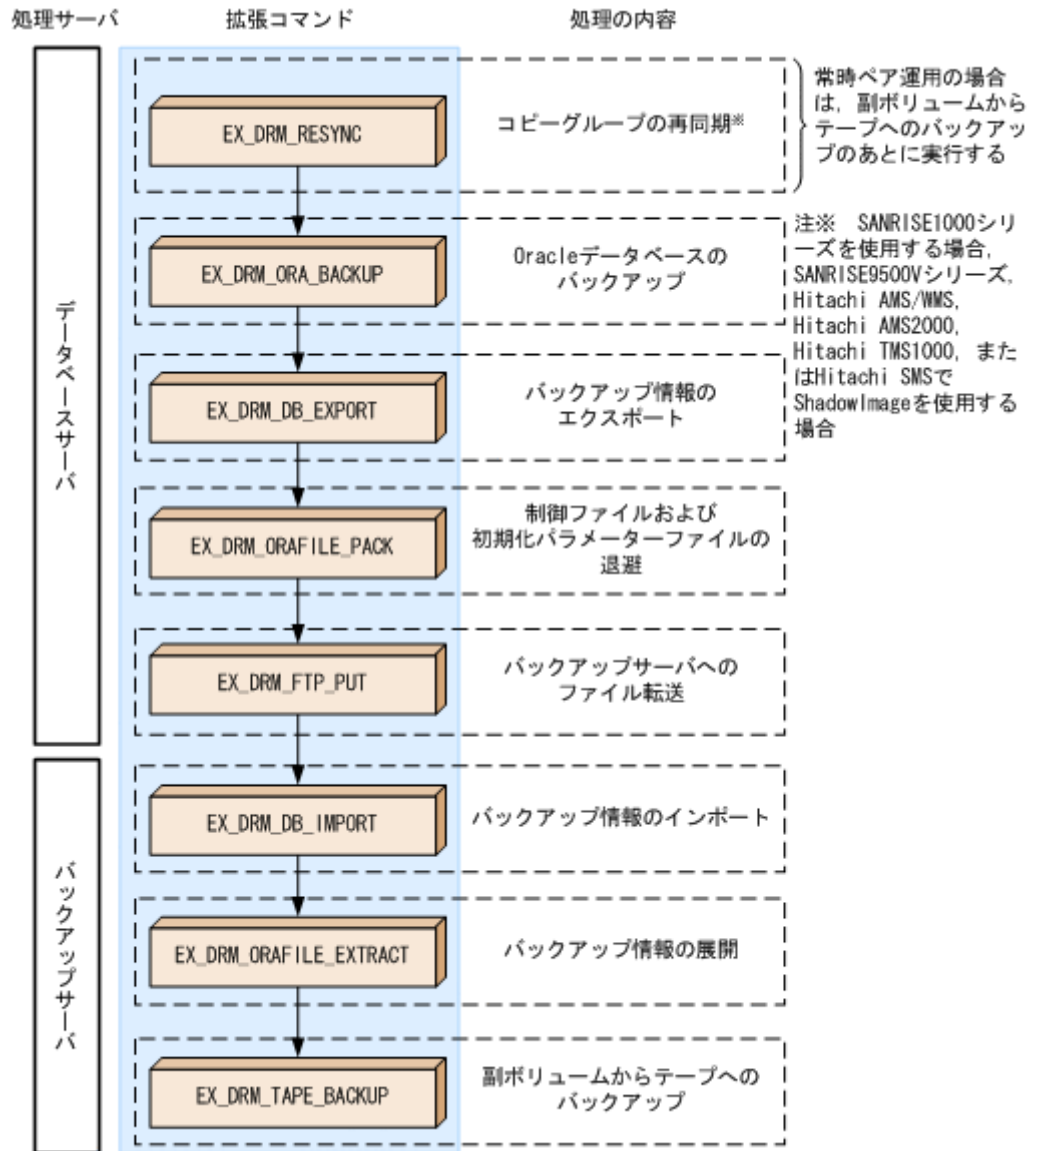 処理サーバ 拡張コマンド 処理の内容
データベースサーバ
EX_DRM_RESYNC
コピーグループの再同期※
常時ペア運用の場合
は，副ボリュームから
テープへのバックアッ
プのあとに実行する
EX_DRM_ORA_BACKUP
Oracleデータベースの
バックアップ
注※ SANRISE1000シリ
ーズを使用する場合，
SANRISE9500Vシリーズ，
Hitachi AMS/WMS，
Hitachi AMS2000，
Hitachi TMS1000，また
はHitachi SMSで
ShadowImageを使用する
場合
EX_DRM_DB_EXPORT
バックアップ情報の
エクスポート
EX_DRM_ORAFILE_PACK
制御ファイルおよび
初期化パラメーターファイルの
退避
EX_DRM_FTP_PUT
バックアップサーバへの
ファイル転送
バックアップサーバ
EX_DRM_DB_IMPORT
バックアップ情報のインポート
EX_DRM_ORAFILE_EXTRACT
バックアップ情報の展開
EX_DRM_TAPE_BACKUP
副ボリュームからテープへの
バックアップ